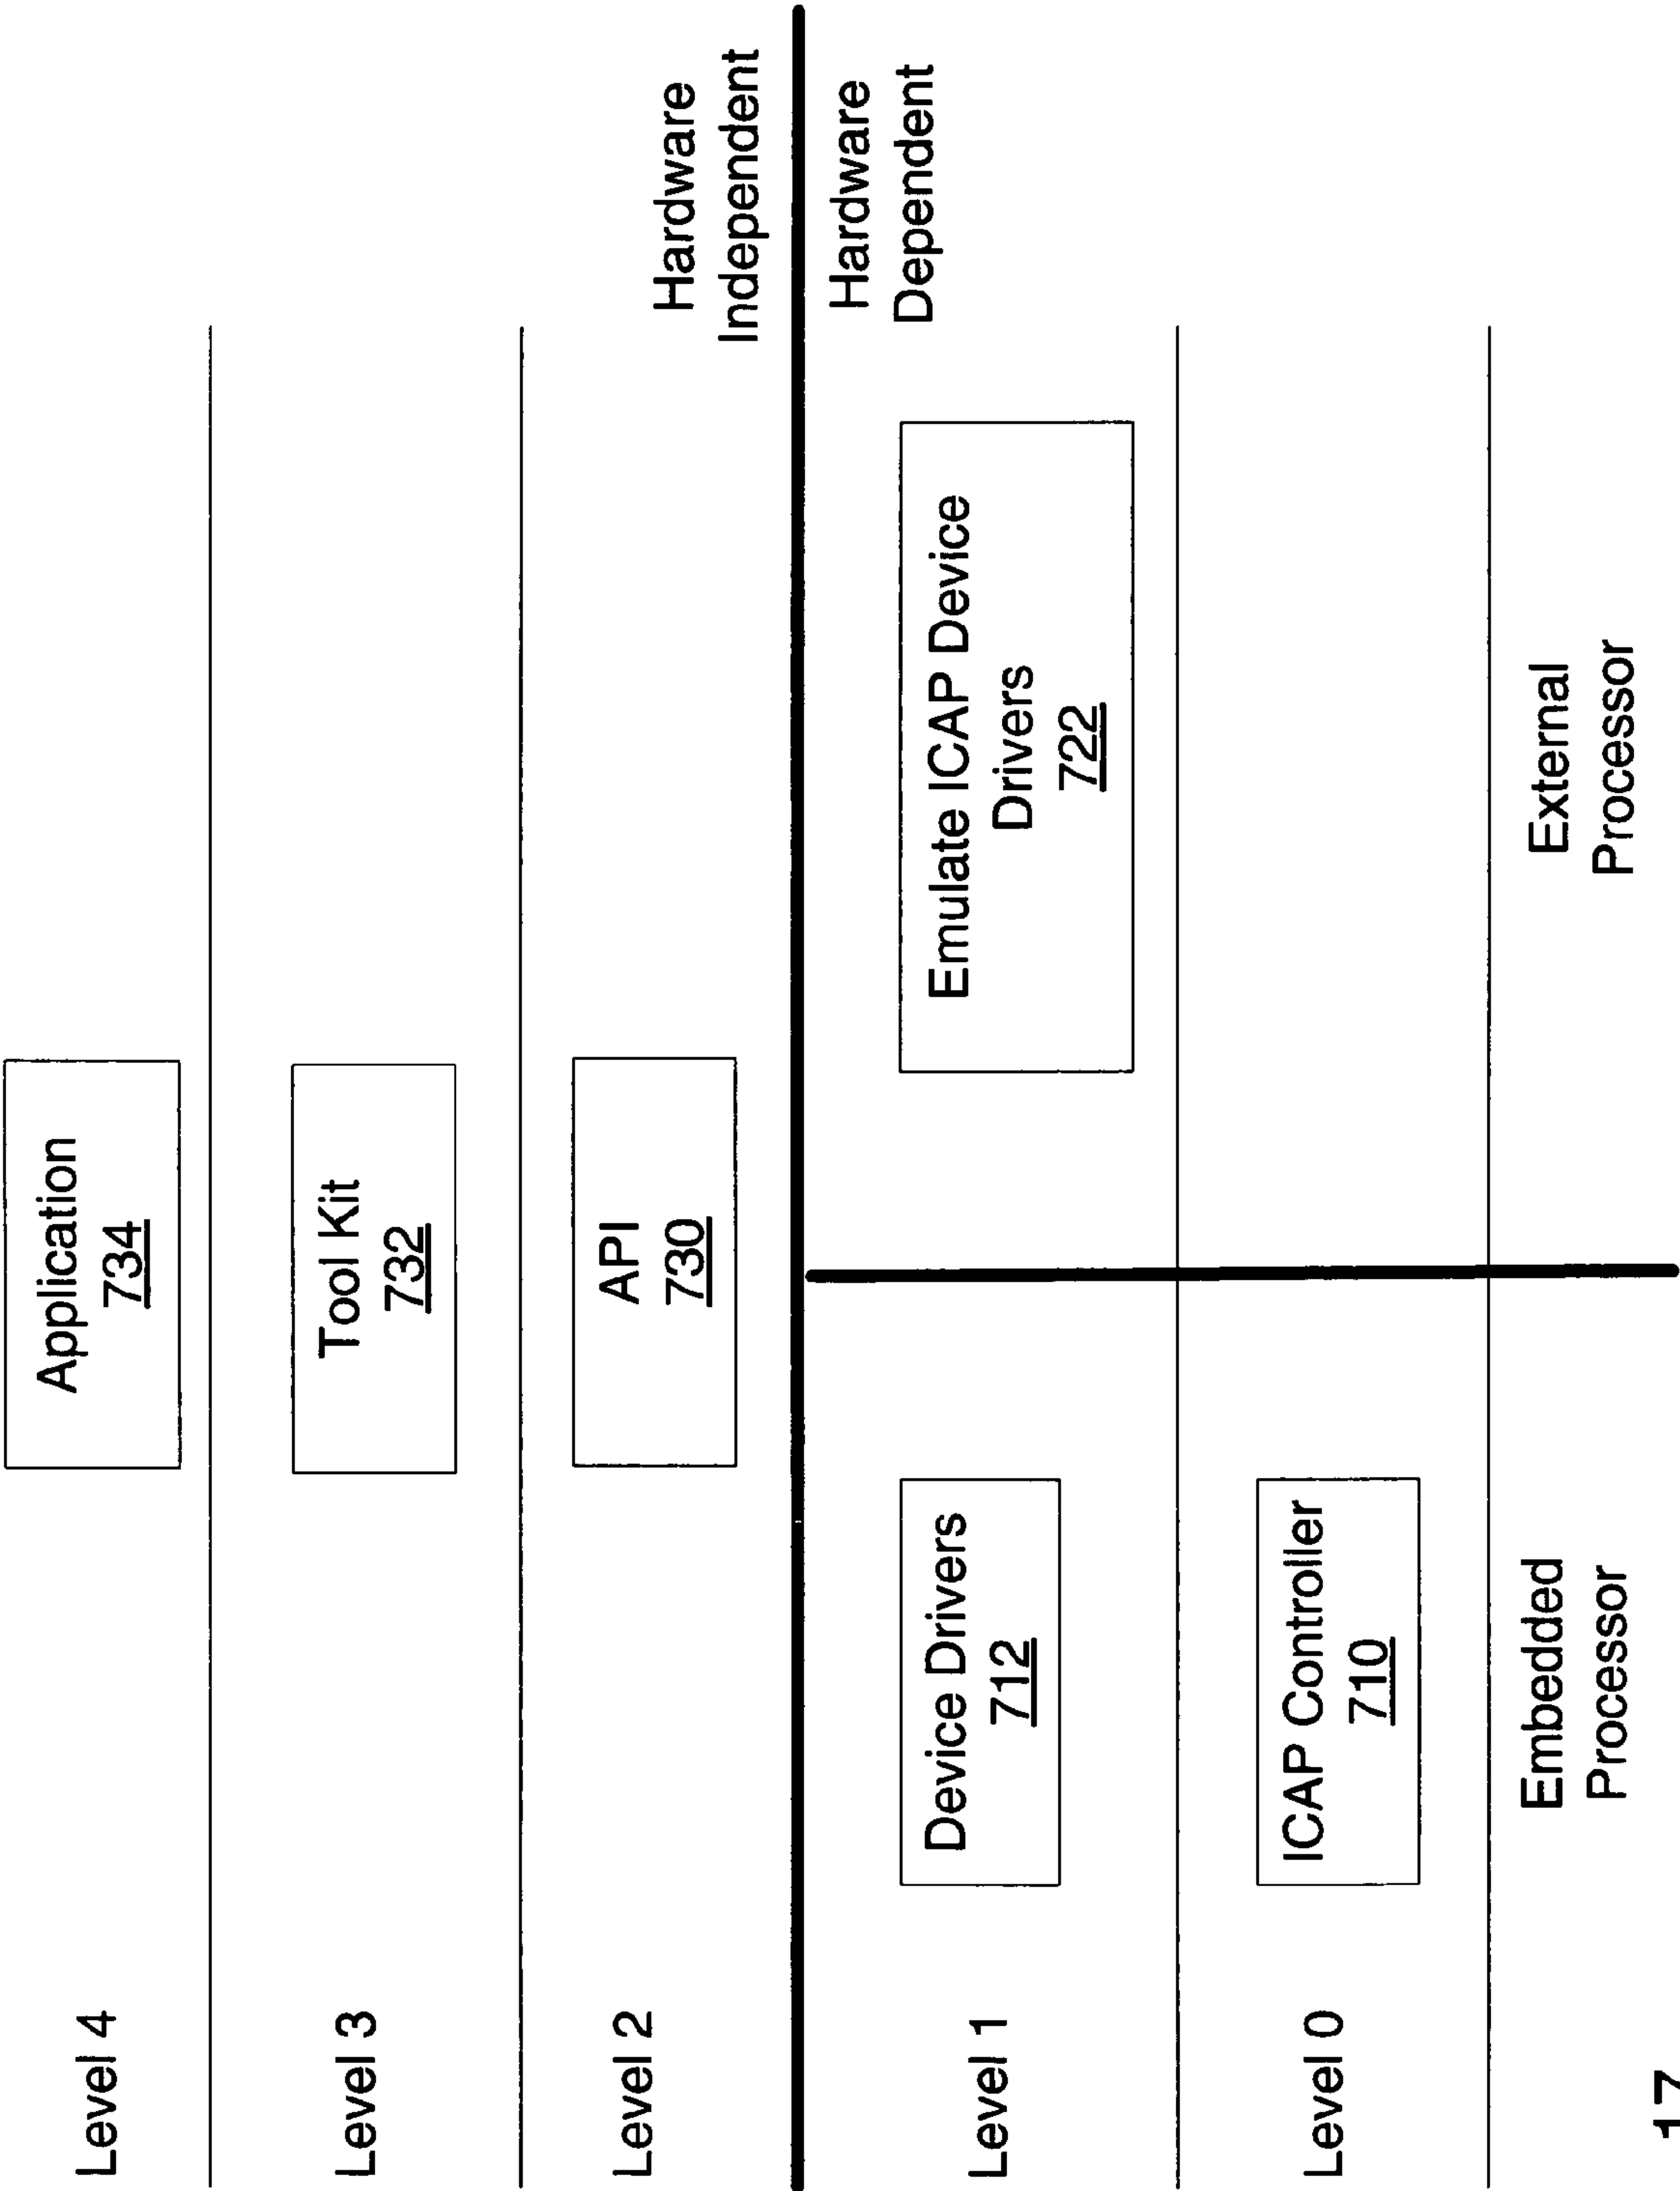 Level 4
Application
734
Level 3
Tool Kit
732
Level 2
API
730
Hardware
Independent
Hardware
Dependent
Level 1
Device Drivers
712
Emulate ICAP Device
Drivers
722
Level 0
ICAP Controller
710
Embedded
Processor
External
Processor
17